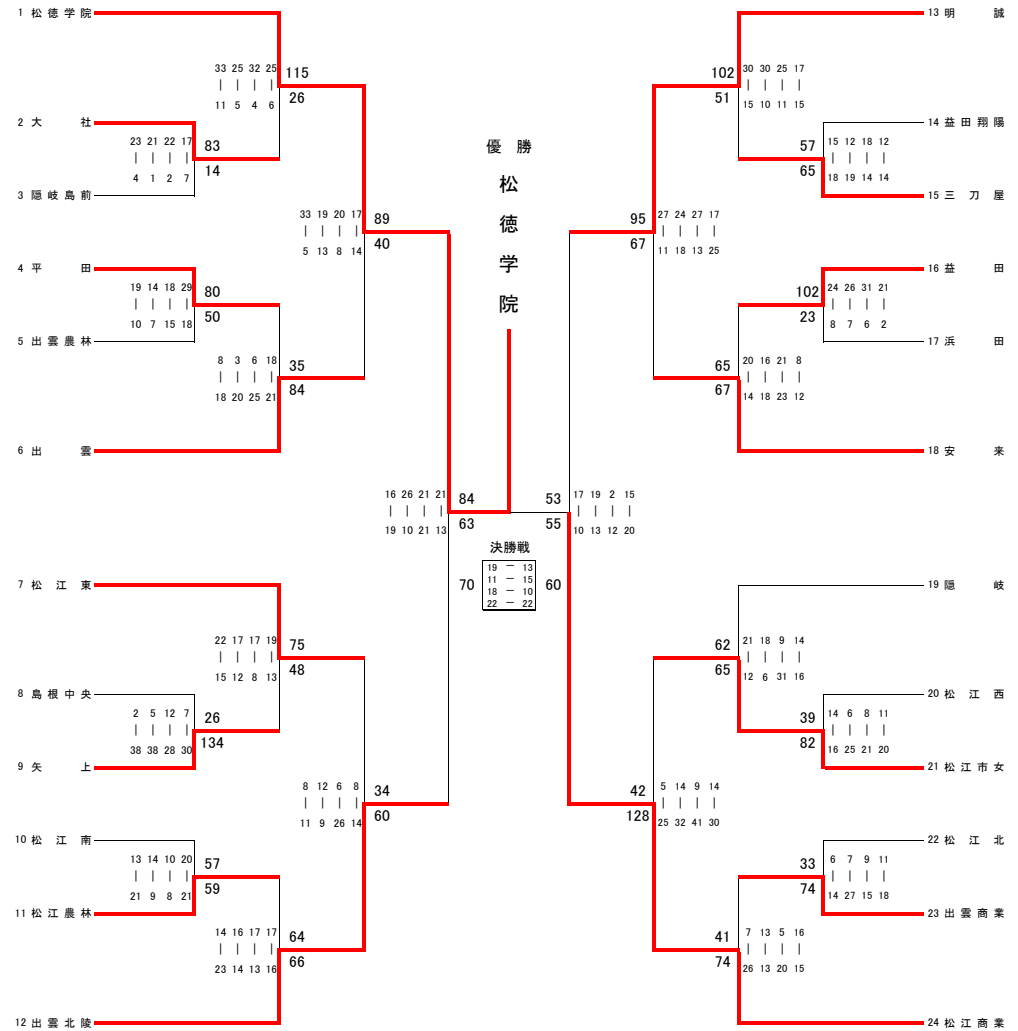 1 松徳学院
13 明誠
33 25 32 25
115
26
11 5 4 6
102
51
30 30 25 17
15 10 11 15
2 大社
3 隠岐島前
23 21 22 17
83
14
4 1 2 7
優勝
松徳学院
14 益田翔陽
15 三刀屋
57
65
15 12 18 12
18 19 14 14
33 19 20 17
89
40
5 13 8 14
95
67
27 24 27 17
11 18 13 25
4 平田
5 出雲農林
19 14 18 29
80
50
10 7 15 18
16 益田
17 浜田
102
23
24 26 31 21
8 7 6 2
8 3 6 18
35
84
18 20 25 21
65
67
20 16 21 8
14 18 23 12
6 出雲
18 安来
16 26 21 21
84
63
19 10 21 13
53
55
17 19 2 15
10 13 12 20
決勝戦
70
60
19 － 13
11 － 15
18 － 10
22 － 22
7 松江東
19 隠岐
22 17 17 19
75
48
15 12 8 13
62
65
21 18 9 14
12 6 31 16
8 島根中央
9 矢上
2 5 12 7
26
134
38 38 28 30
20 松江西
21 松江市女
39
82
14 6 8 11
16 25 21 20
8 12 6 8
34
60
11 9 26 14
42
128
5 14 9 14
25 32 41 30
10 松江南
11 松江農林
13 14 10 20
57
59
21 9 8 21
22 松江北
23 出雲商業
33
74
6 7 9 11
14 27 15 18
14 16 17 17
64
66
23 14 13 16
41
74
7 13 5 16
26 13 20 15
12 出雲北陵
24 松江商業